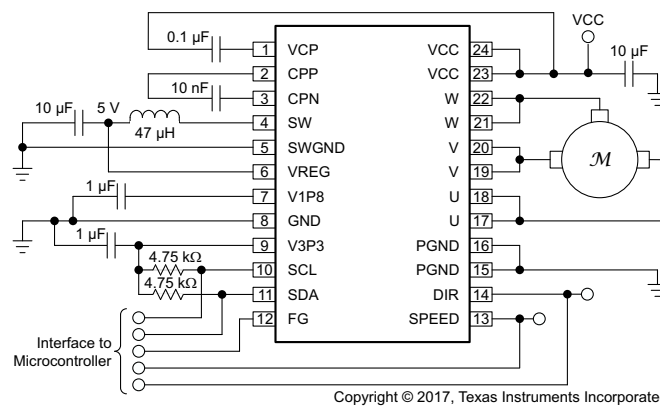 VCC
0.1 µF
10 µF
1 VCP VCC 24
2 CPP VCC 23
10 nF
3 CPN W 22
10 µF 5 V
47 µH
4 SW W 21
5 SWGND V 20
M
6 VREG V 19
1 µF
7 V1P8 U 18
8 GND U 17
1 µF
9 V3P3 PGND 16
4.75 kΩ
10 SCL PGND 15
4.75 kΩ
11 SDA DIR 14
12 FG SPEED 13
Interface to
Microcontroller
Copyright © 2017, Texas Instruments Incorporate